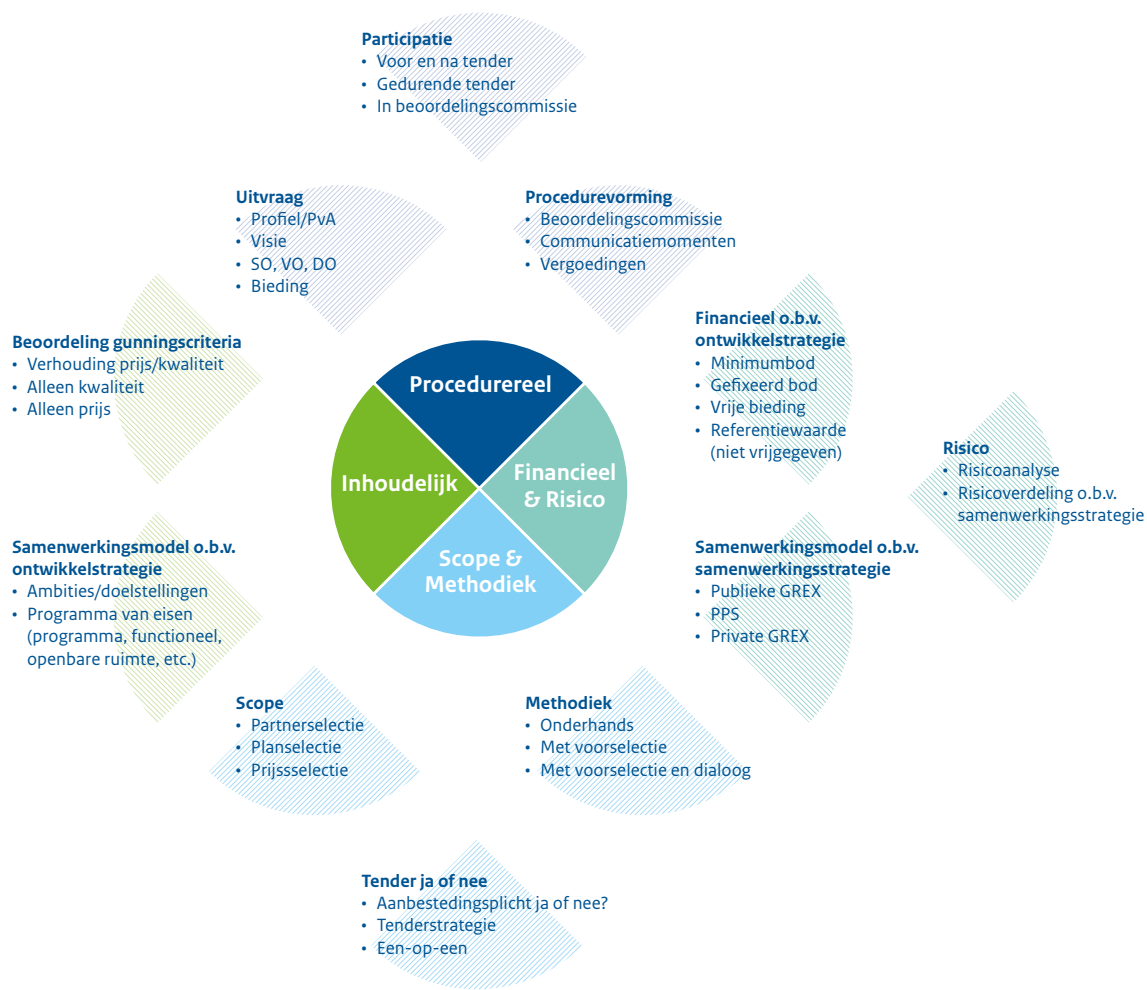 Participatie
• Voor en na tender
• Gedurende tender
• In beoordelingscommissie
Uitvraag
• Profiel/PvA
• Visie
• SO, VO, DO
• Bieding
Procedurevorming
• Beoordelingscommissie
• Communicatiemomenten
• Vergoedingen
Beoordeling gunningscriteria
• Verhouding prijs/kwaliteit
• Alleen kwaliteit
• Alleen prijs
Financieel o.b.v.
ontwikkelstrategie
• Minimumbod
• Gefixeerd bod
• Vrije bieding
• Referentiewaarde
(niet vrijgegeven)
Risico
• Risicoanalyse
• Risicoverdeling o.b.v.
samenwerkingsstrategie
Procedurereel
Inhoudelijk
Financieel
& Risico
Scope &
Methodiek
Samenwerkingsmodel o.b.v.
ontwikkelstrategie
• Ambities/doelstellingen
• Programma van eisen
(programma, functioneel,
openbare ruimte, etc.)
Samenwerkingsmodel o.b.v.
samenwerkingsstrategie
• Publieke GREX
• PPS
• Private GREX
Scope
• Partnerselectie
• Planselectie
• Prijssselectie
Methodiek
• Onderhands
• Met voorselectie
• Met voorselectie en dialoog
Tender ja of nee
• Aanbestedingsplicht ja of nee?
• Tenderstrategie
• Een-op-een